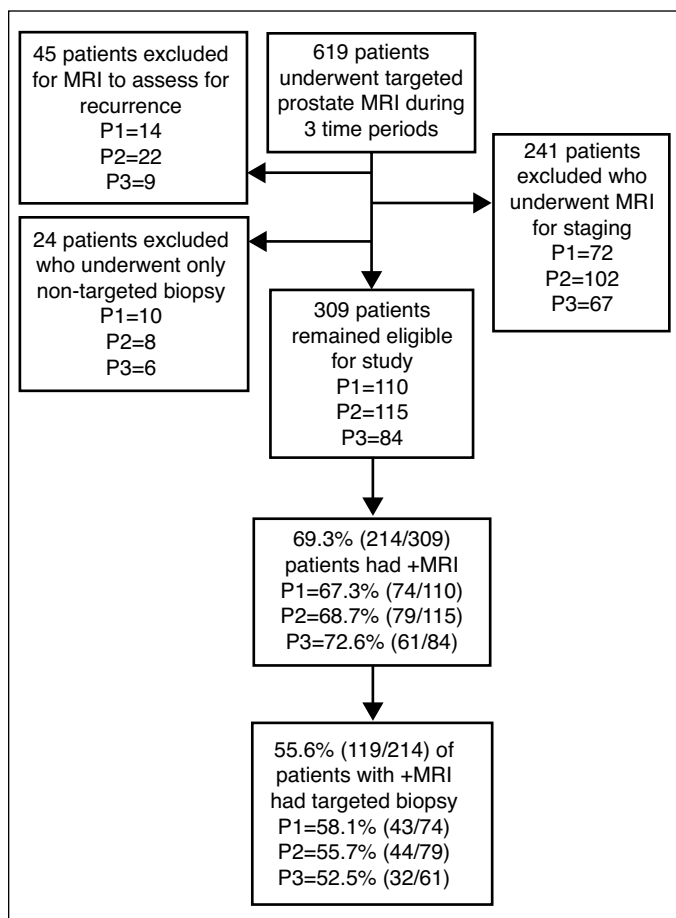 619 patients
underwent targeted
prostate MRI during
3 time periods
45 patients excluded
for MRI to assess for
recurrence
P1=14
P2=22
P3=9
241 patients
excluded who
underwent MRI
for staging
P1=72
P2=102
P3=67
24 patients excluded
who underwent only
non-targeted biopsy
P1=10
P2=8
P3=6
309 patients
remained eligible
for study
P1=110
P2=115
P3=84
69.3% (214/309)
patients had +MRI
P1=67.3% (74/110)
P2=68.7% (79/115)
P3=72.6% (61/84)
55.6% (119/214) of
patients with +MRI
had targeted biopsy
P1=58.1% (43/74)
P2=55.7% (44/79)
P3=52.5% (32/61)